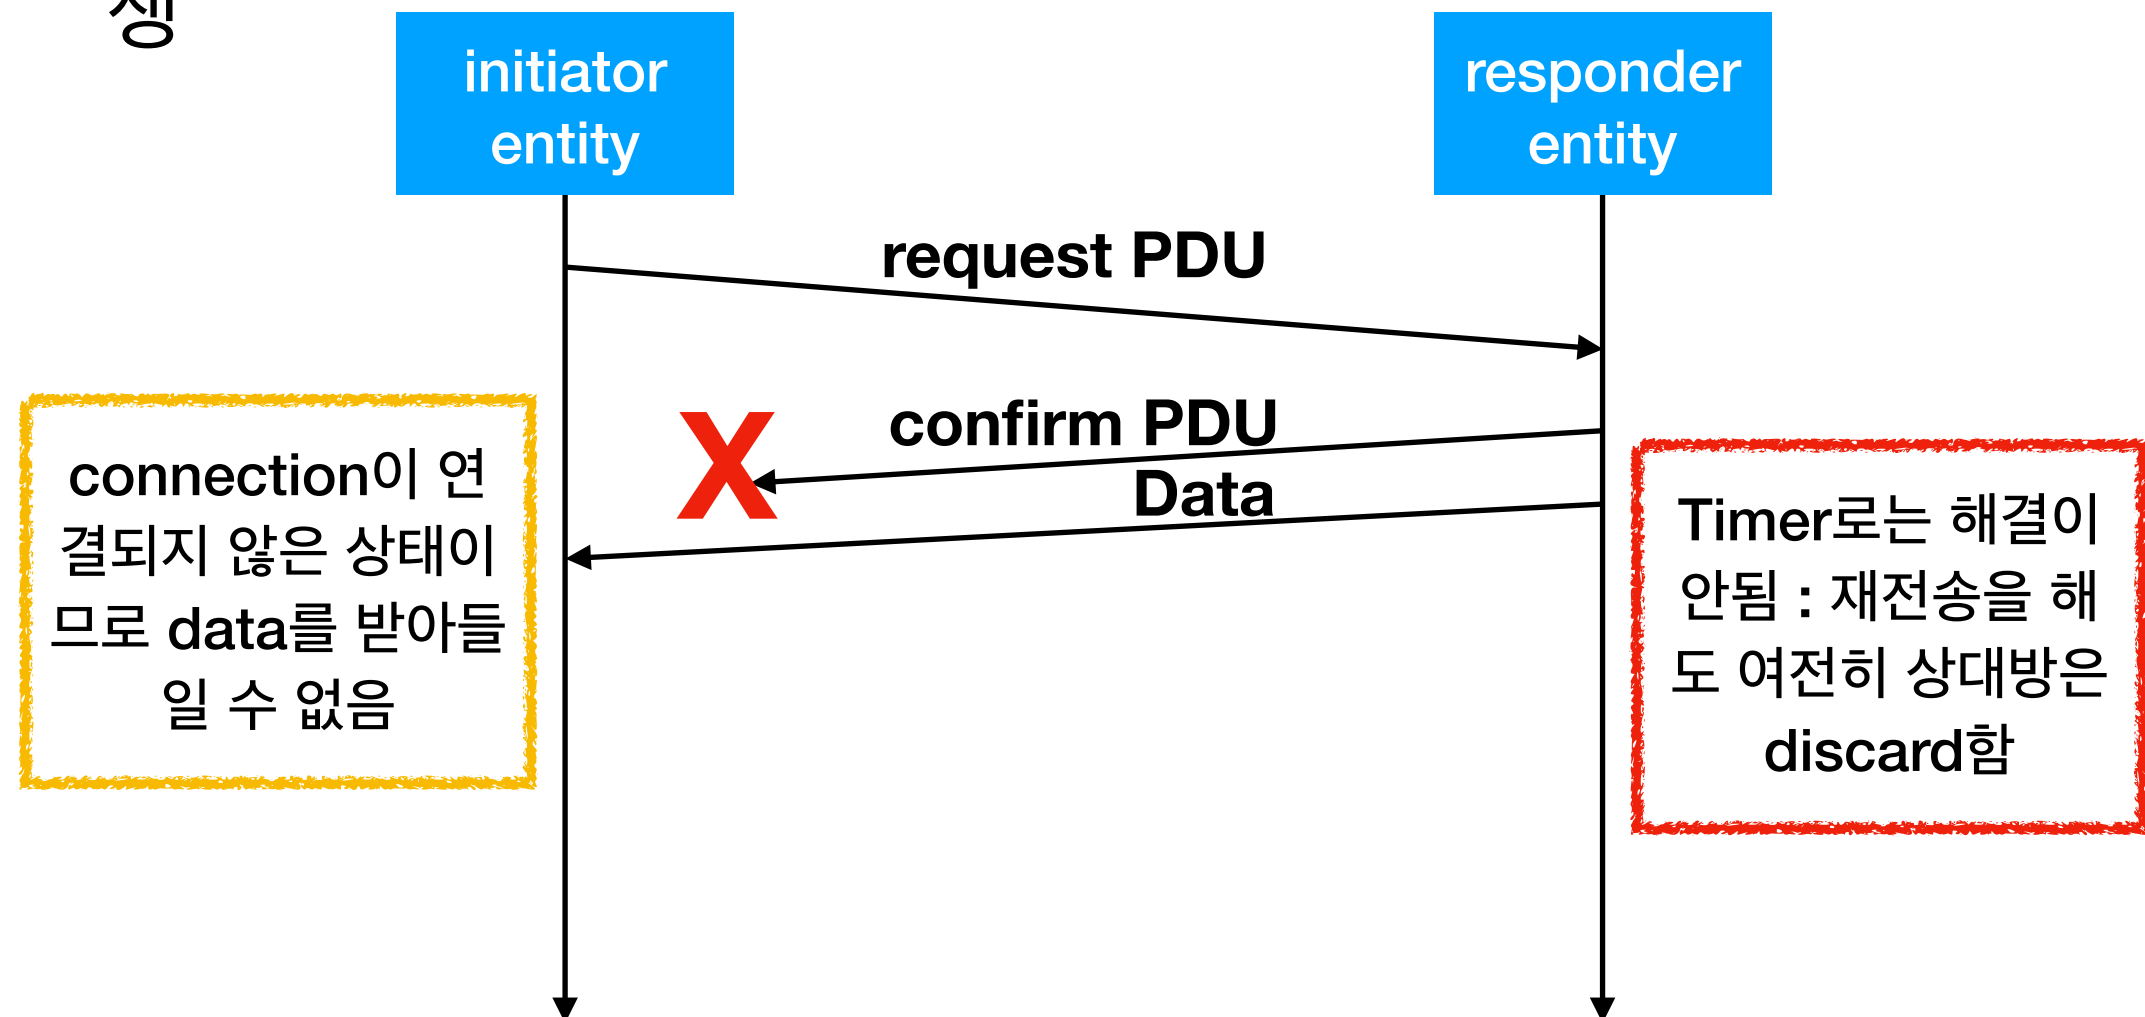 생
initiator
entity
responder
entity
request PDU
confirm PDU
X
Data
connection이 연
결되지 않은 상태이
므로 data를 받아들
일 수 없음
Timer로는 해결이
안됨 : 재전송을 해
도 여전히 상대방은
discard함